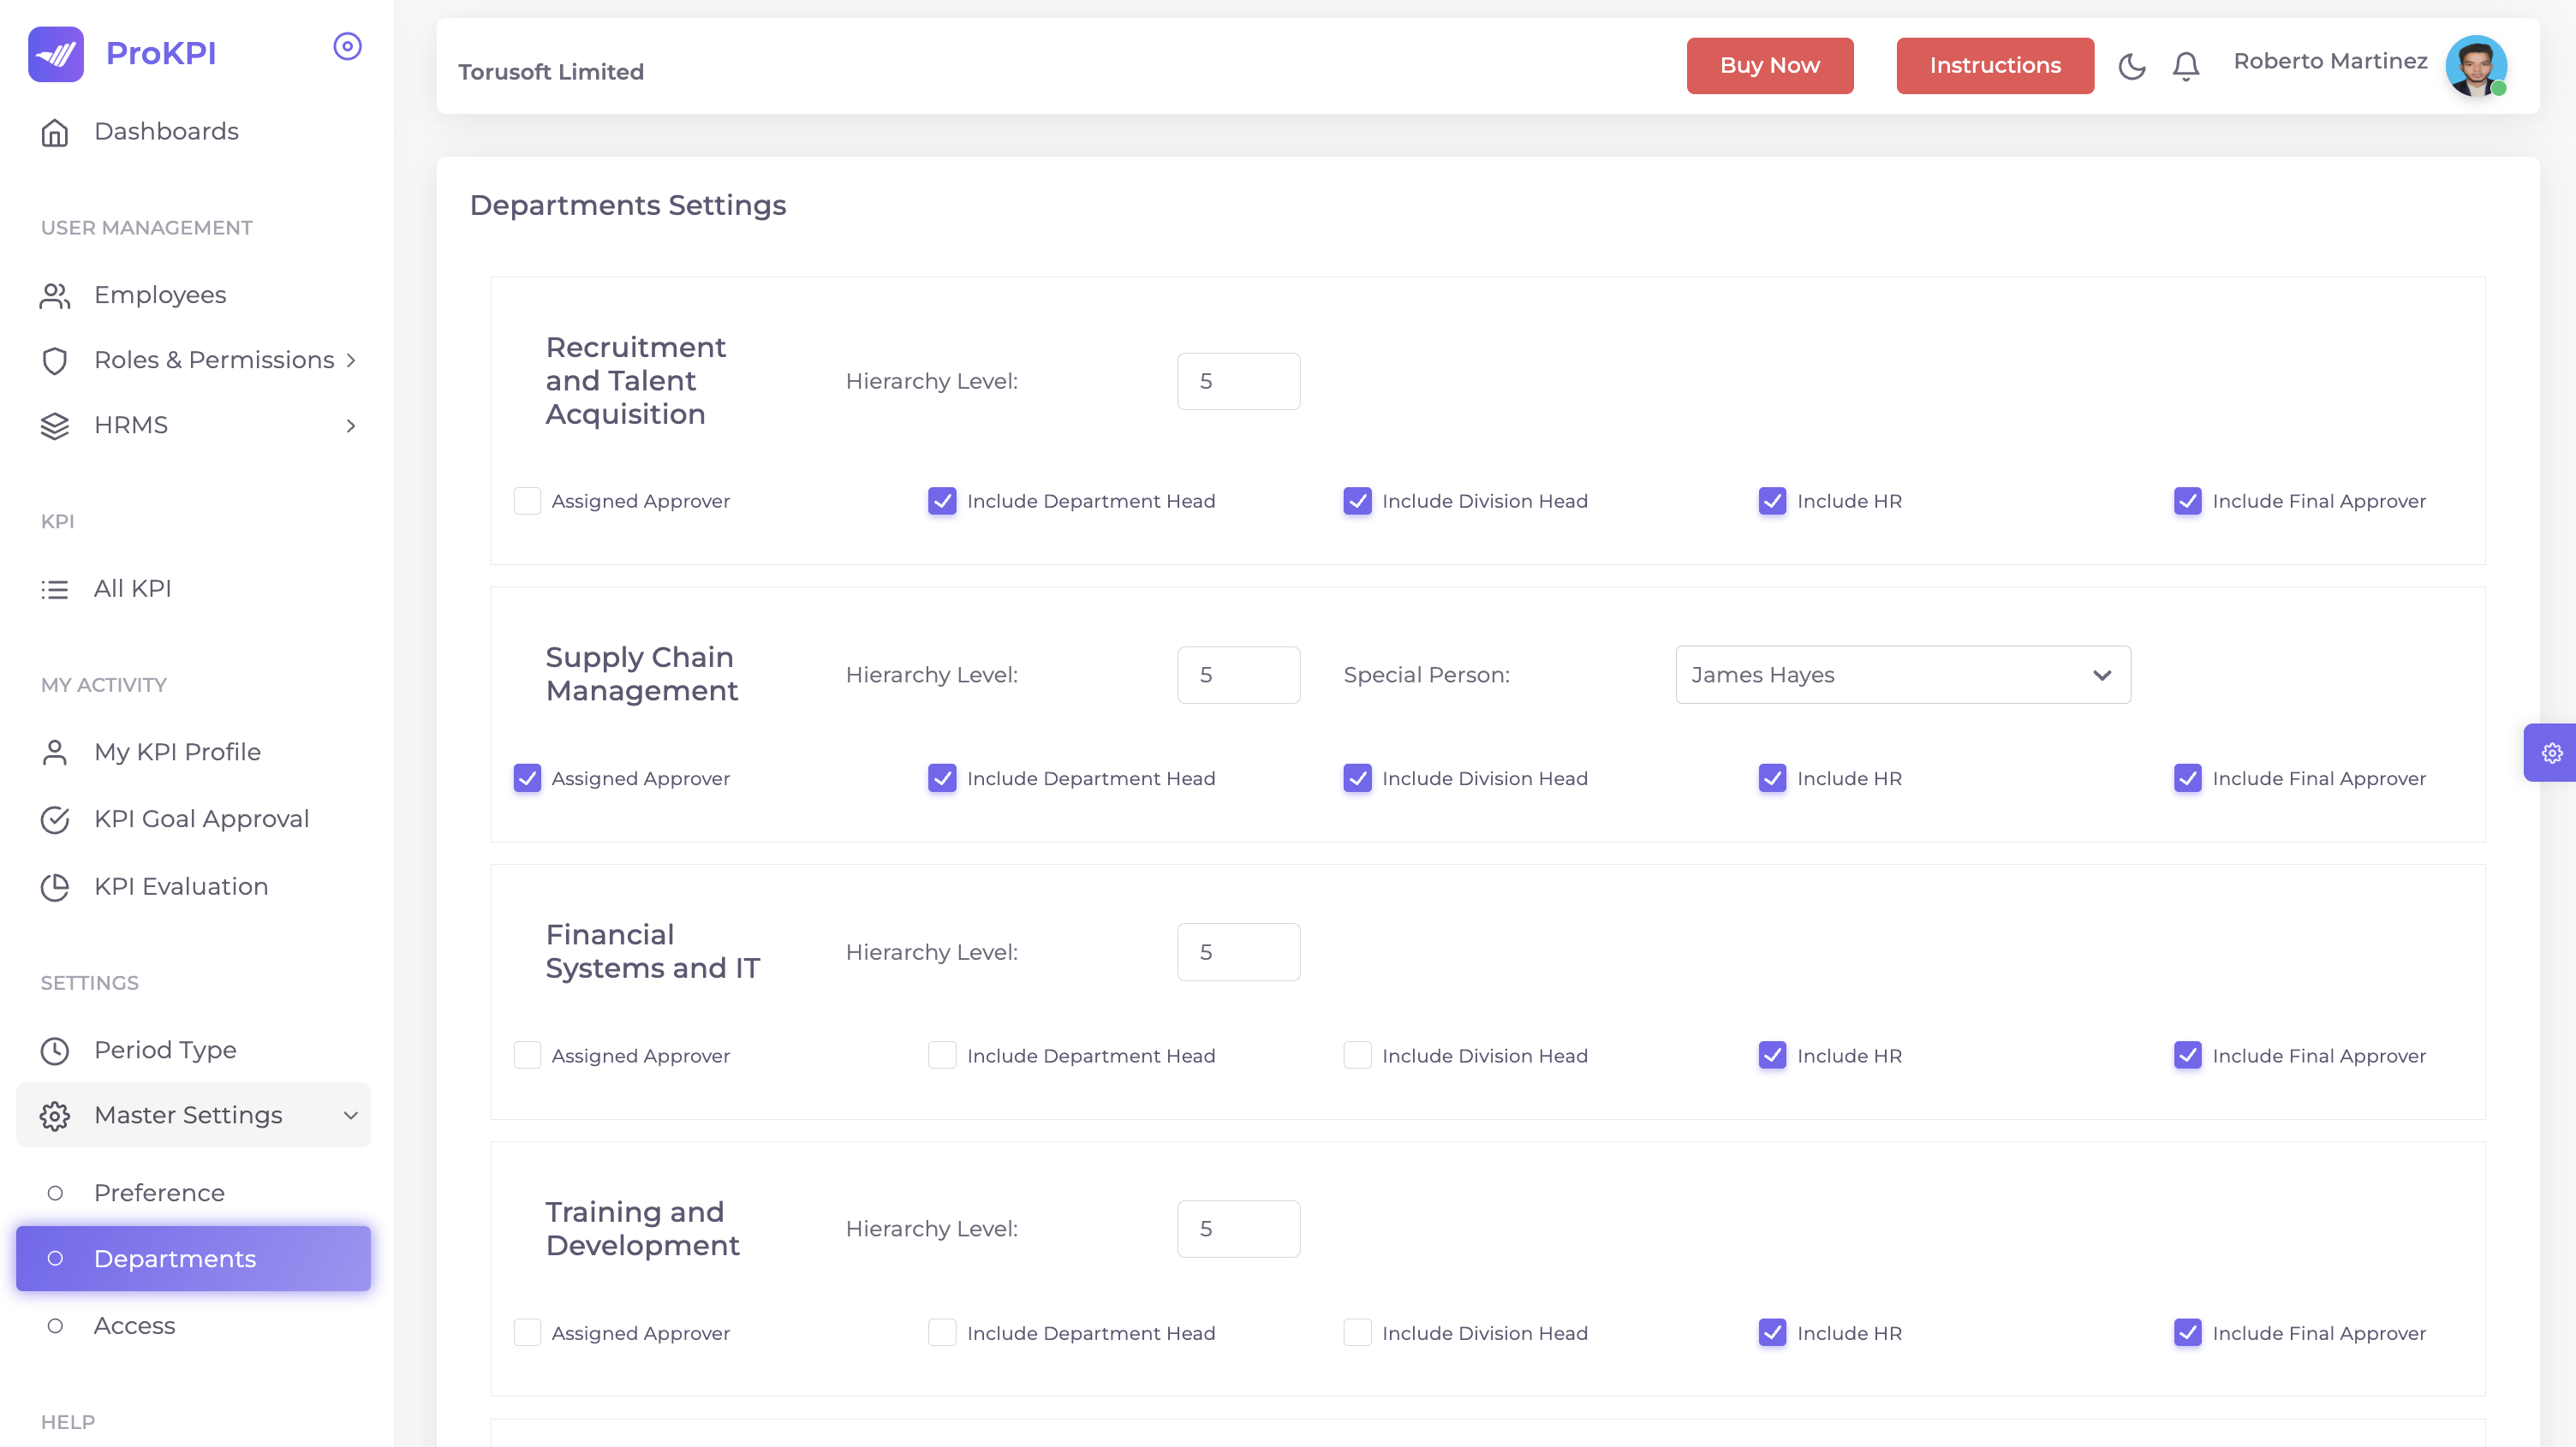 ProKPI
Dashboards
USER MANAGEMENT
Employees
Roles & Permissions
HRMS
KPI
All KPI
MY ACTIVITY
My KPI Profile
KPI Goal Approval
KPI Evaluation
SETTINGS
Period Type
Master Settings
Preference
Departments
Access
HELP
Torusoft Limited
Buy Now
Instructions
Roberto Martinez
Departments Settings
Recruitment
and Talent
Acquisition
Hierarchy Level:
5
Assigned Approver
Include Department Head
Include Division Head
Include HR
Include Final Approver
Supply Chain
Management
Hierarchy Level:
5
Special Person:
James Hayes
Assigned Approver
Include Department Head
Include Division Head
Include HR
Include Final Approver
Financial
Systems and IT
Hierarchy Level:
5
Assigned Approver
Include Department Head
Include Division Head
Include HR
Include Final Approver
Training and
Development
Hierarchy Level:
5
Assigned Approver
Include Department Head
Include Division Head
Include HR
Include Final Approver